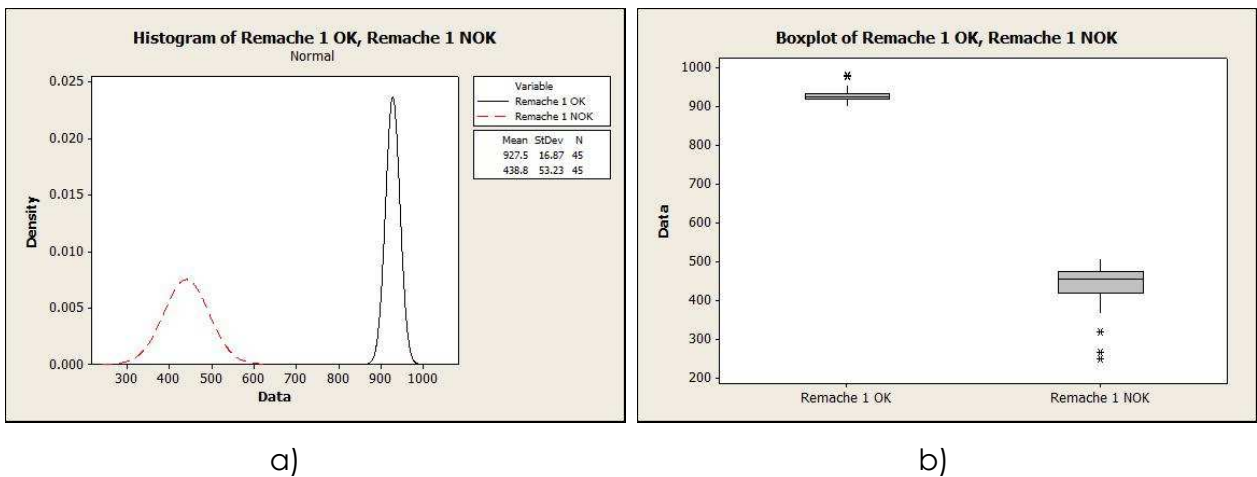 Histogram of Remache 1 OK, Remache 1 NOK
Normal
0.025
0.020
0.015
0.010
0.005
0.000
Density
300 400 500 600 700 800 900 1000
Data
Variable
Remache 1 OK
Remache 1 NOK
Mean StDev N
927.5 16.87 45
438.8 53.23 45
a)
Boxplot of Remache 1 OK, Remache 1 NOK
1000
900
800
700
600
500
400
300
200
Data
Remache 1 OK Remache 1 NOK
b)